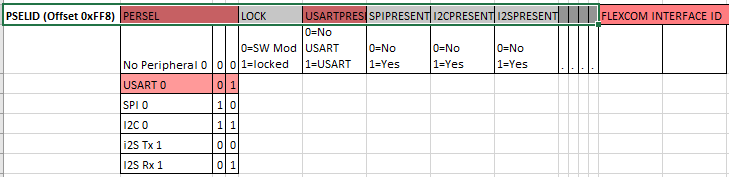 PSELID (Offset 0xFF8) PERSEL LOCK USARTPRESI SPIPRESENT I2CPRESENT I2SPRESENT FLEXCOM INTERFACE ID
No Peripheral 0 0 0 0=SW Mod 1=locked 0=No USART 1=USART 0=No 1=Yes 0=No 1=Yes 0=No 1=Yes . . . .
USART 0 0 1
SPI 0 1 0
I2C 0 1 1
i2S Tx 1 0 0
I2S Rx 1 0 1